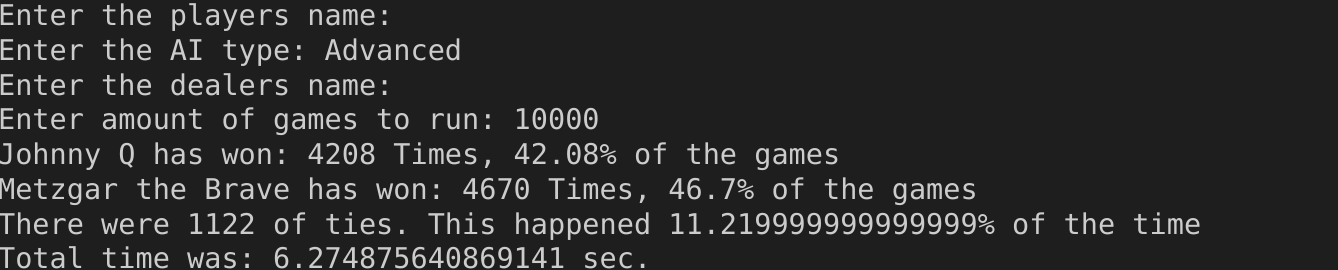 Enter the players name:
Enter the AI type: Advanced
Enter the dealers name:
Enter amount of games to run: 10000
Johnny Q has won: 4208 Times, 42.08% of the games
Metzgar the Brave has won: 4670 Times, 46.7% of the games
There were 1122 of ties. This happened 11.219999999999999% of the time
Total time was: 6.274875640869141 sec.